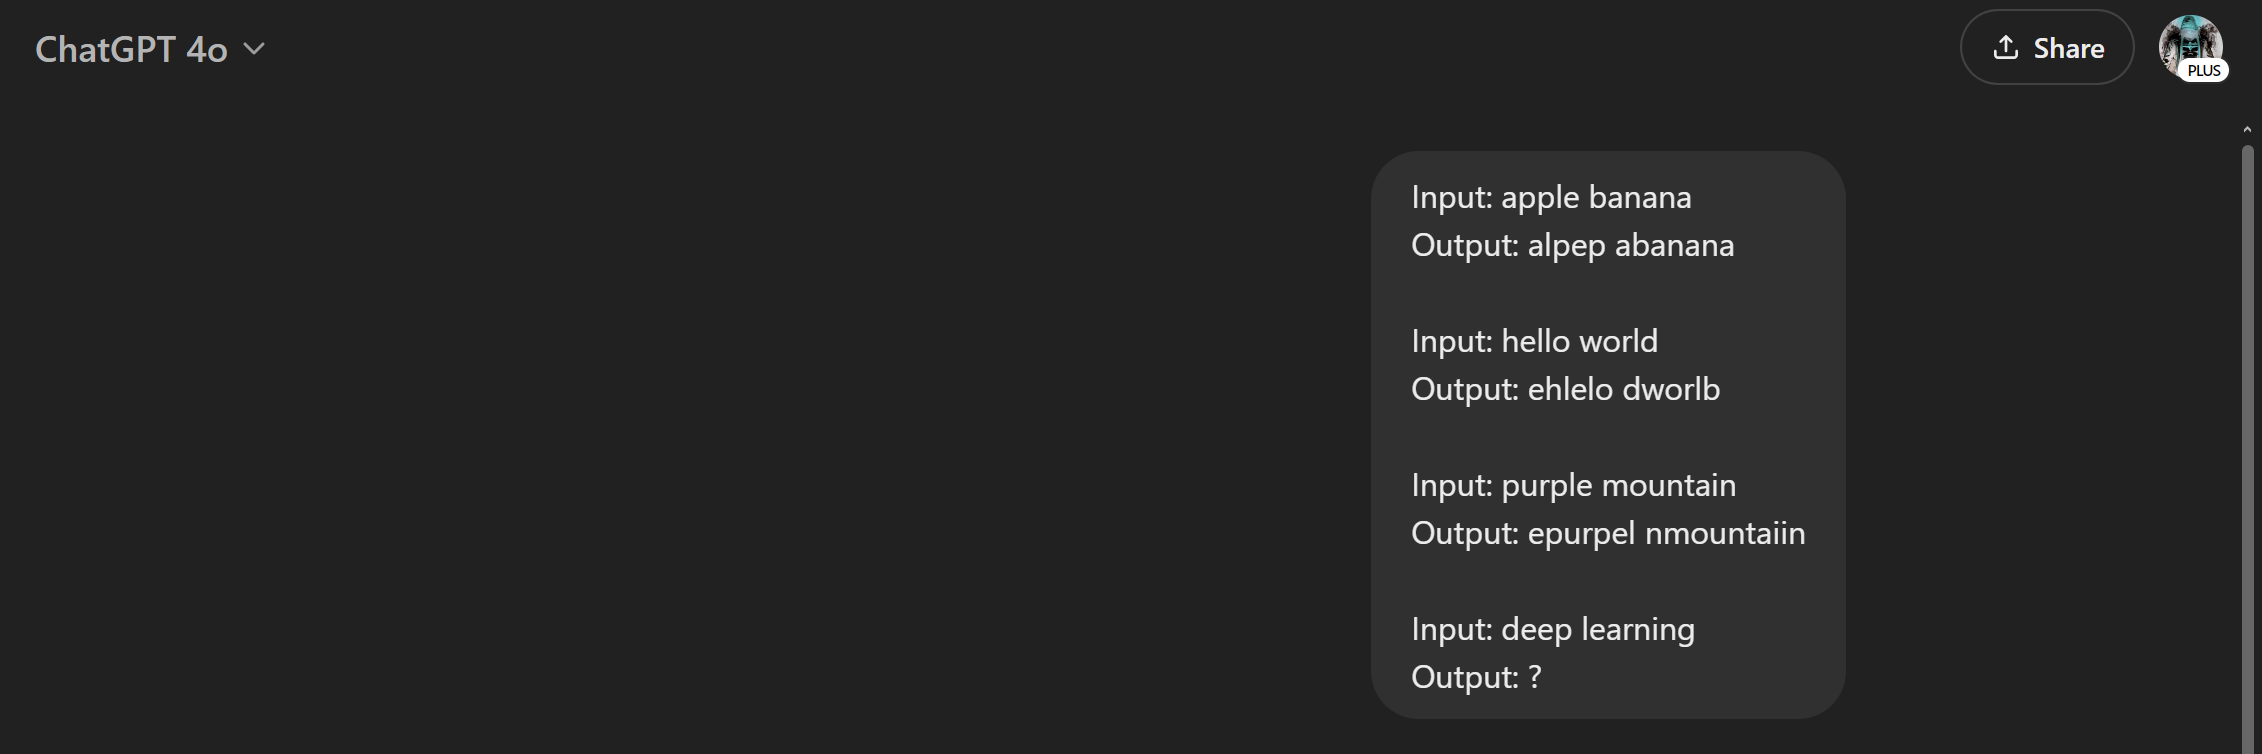 ChatGPT 4o
Share
PLUS
Input: apple banana
Output: alpep abanana
Input: hello world
Output: ehlelo dworlb
Input: purple mountain
Output: epurpel nmountaiin
Input: deep learning
Output: ?